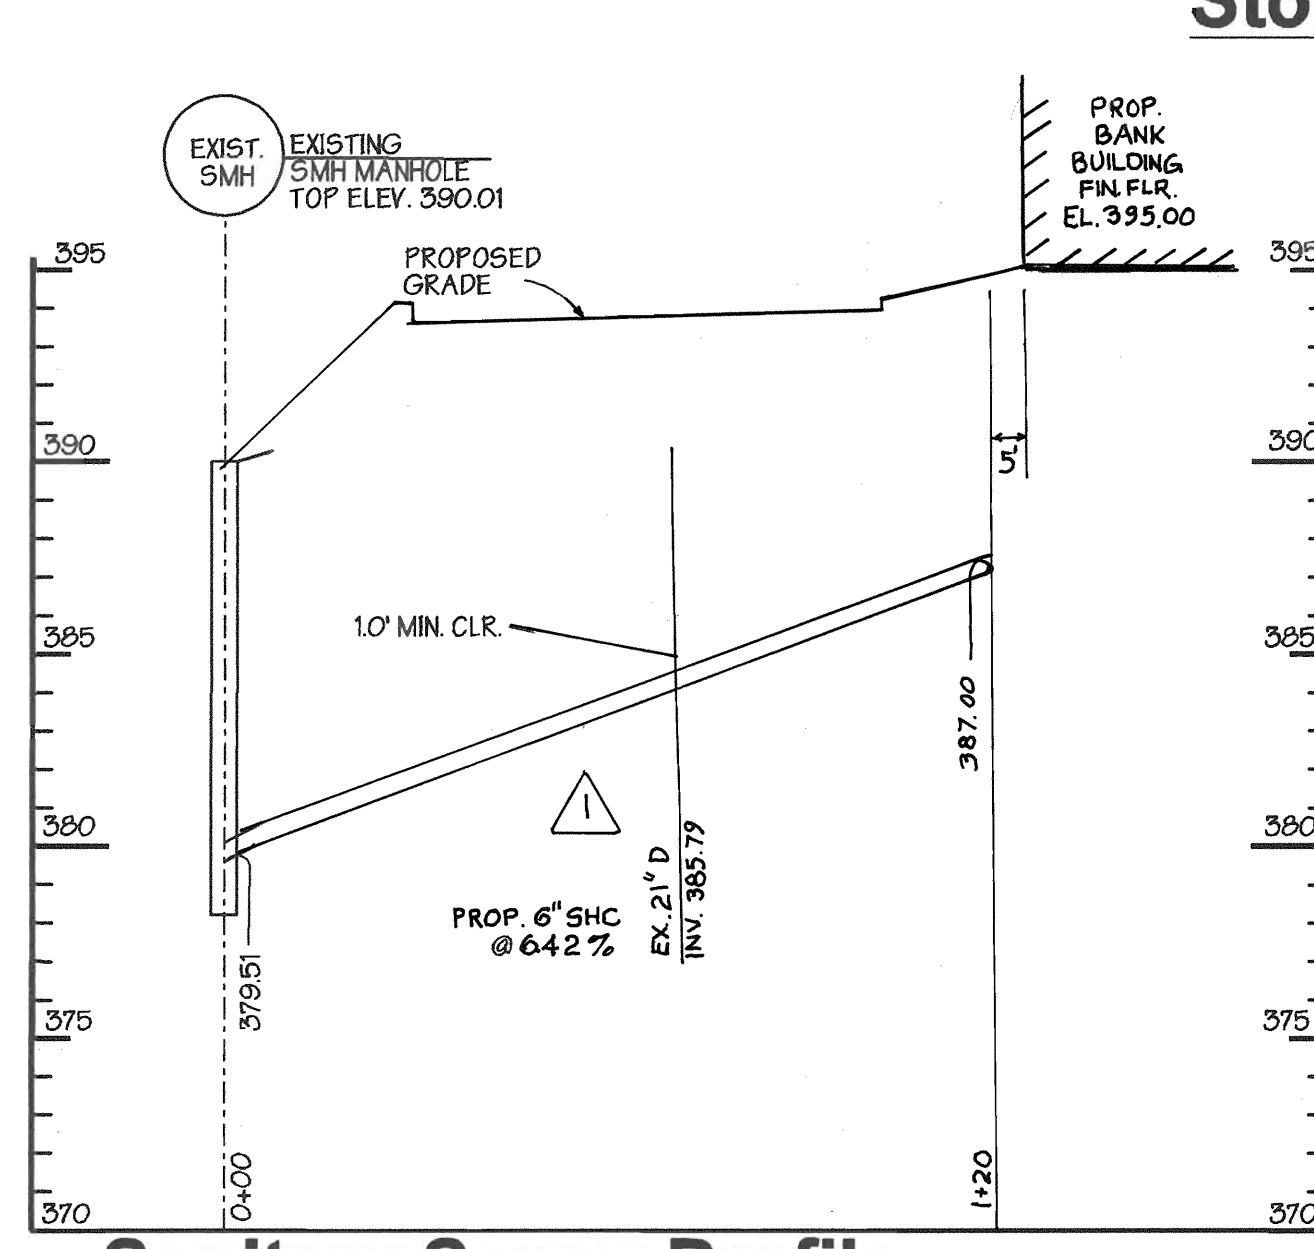 EXIST.
SMH
EXISTING
SMH MANHOLE
TOP ELEV. 390.01
PROP.
BANK
BUILDING
FIN. FLR.
EL. 395.00
395
395
PROPOSED
GRADE
390
390
5'
1.0' MIN. CLR.
385
385
387.00
380
380
1
EX. 21" D
INV. 385.79
PROP. 6" SHC
@ 6.42%
379.51
375
375
0+00
1+20
370
370